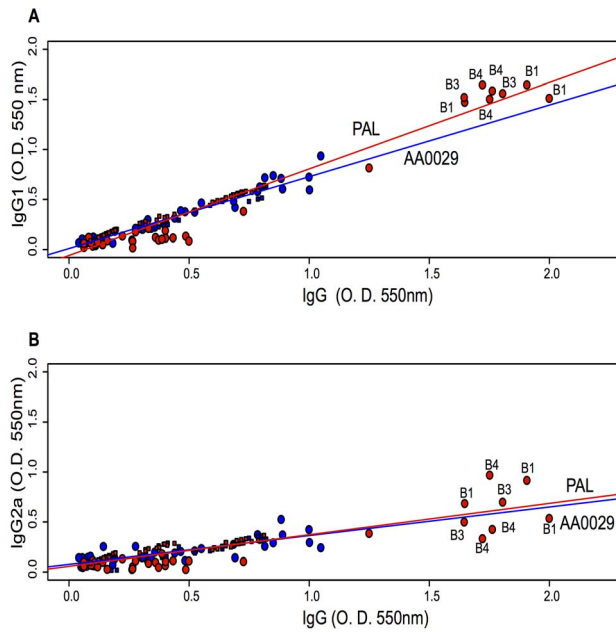 A
IgG1 (O.D. 550 nm)
2.0
1.5
1.0
0.5
0.0
B4 B4 B1
B3 B3
B1 B4 B1
PAL
AA0029
0.0 0.5 1.0 1.5 2.0
IgG (O. D. 550nm)
B
IgG2a (O.D. 550nm)
2.0
1.5
1.0
0.5
0.0
B4 B1
B1 B3 PAL
B3 B4 B1 AA0029
B4
0.0 0.5 1.0 1.5 2.0
IgG (O. D. 550nm)